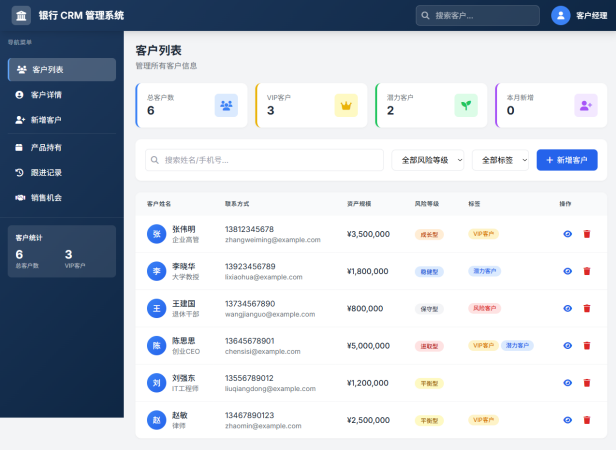 银行 CRM 管理系统
搜索客户...
客户经理
导航菜单
客户列表
客户详情
新增客户
产品持有
跟进记录
销售机会
客户统计
6 3
总客户数 VIP客户
客户列表
管理所有客户信息
总客户数
6
VIP客户
3
潜力客户
2
本月新增
0
搜索姓名/手机号...
全部风险等级
全部标签
新增客户
客户姓名 联系方式 资产规模 风险等级 标签 操作
张 张伟明 13812345678 ¥3,500,000 成长型 VIP客户
企业高管 zhangweiming@example.com
李 李晓华 13923456789 ¥1,800,000 稳健型 潜力客户
大学教授 lixiaohua@example.com
王 王建国 13734567890 ¥800,000 保守型 风险客户
退休干部 wangjianguo@example.com
陈 陈思思 13645678901 ¥5,000,000 进取型 VIP客户 潜力客户
创业CEO chensisi@example.com
刘 刘强东 13556789012 ¥1,200,000 平衡型
IT工程师 liuqiangdong@example.com
赵 赵敏 13467890123 ¥2,500,000 平衡型 VIP客户
律师 zhaomin@example.com